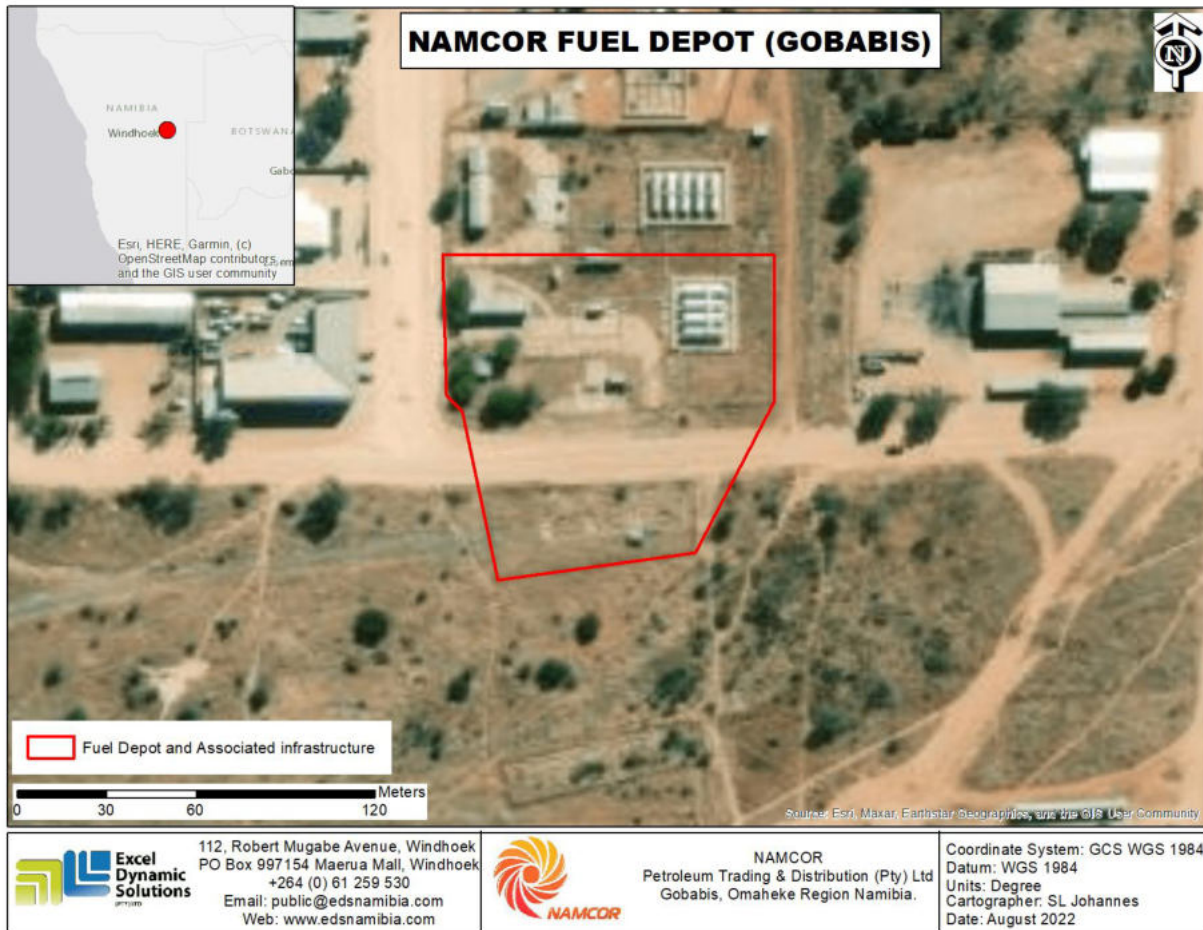 NAMCOR FUEL DEPOT (GOBABIS)
N
NAMIBIA
Windhoek
BOTSWANA
Gabo
Esri, HERE, Garmin, (c)
OpenStreetMap contributors,
and the GIS user community
Fuel Depot and Associated infrastructure
Meters
0 30 60 120
Source: Esri, Maxar, Earthstar Geographics, and the GIS User Community
Excel
Dynamic
Solutions
112, Robert Mugabe Avenue, Windhoek
PO Box 997154 Maerua Mall, Windhoek
+264 (0) 61 259 530
Email: public@edsnamibia.com
Web: www.edsnamibia.com
NAMCOR
NAMCOR
Petroleum Trading & Distribution (Pty) Ltd
Gobabis, Omaheke Region Namibia.
Coordinate System: GCS WGS 1984
Datum: WGS 1984
Units: Degree
Cartographer: SL Johannes
Date: August 2022